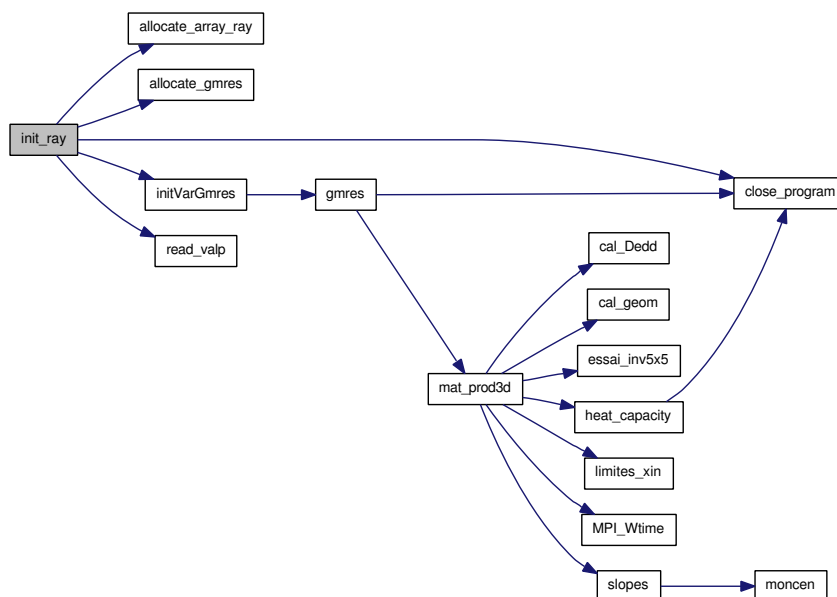 allocate_array_ray
allocate_gmres
init_ray
initVarGmres
gmres
close_program
read_valp
cal_Dedd
cal_geom
essai_inv5x5
mat_prod3d
heat_capacity
limites_xin
MPI_Wtime
slopes
moncen